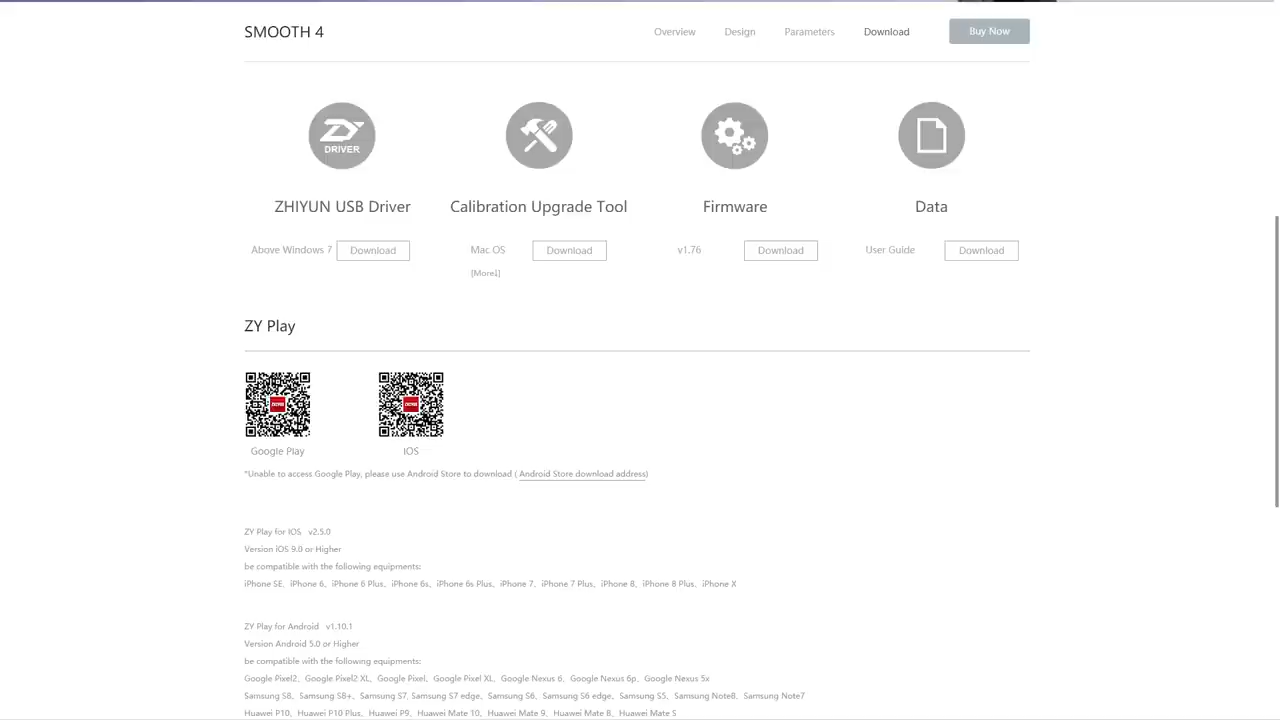 SMOOTH 4 Overview Design Parameters Download Buy Now
ZY DRIVER
ZHIYUN USB Driver Calibration Upgrade Tool Firmware Data
Above Windows 7 Download Mac OS Download v1.76 Download User Guide Download
[More↓]
ZY Play
Google Play IOS
*Unable to access Google Play, please use Android Store to download ( Android Store download address)
ZY Play for IOS v2.5.0
Version iOS 9.0 or Higher
be compatible with the following equipments:
iPhone SE、iPhone 6、iPhone 6 Plus、iPhone 6s、iPhone 6s Plus、iPhone 7、iPhone 7 Plus、iPhone 8、iPhone 8 Plus、iPhone X
ZY Play for Android v1.10.1
Version Android 5.0 or Higher
be compatible with the following equipments:
Google Pixel2、Google Pixel2 XL、Google Pixel、Google Pixel XL、Google Nexus 6、Google Nexus 6p、Google Nexus 5x
Samsung S8、Samsung S8+、Samsung S7, Samsung S7 edge、Samsung S6、Samsung S6 edge、Samsung S5、Samsung Note8、Samsung Note7
Huawei P10、Huawei P10 Plus、Huawei P9、Huawei Mate 10、Huawei Mate 9、Huawei Mate 8、Huawei Mate S